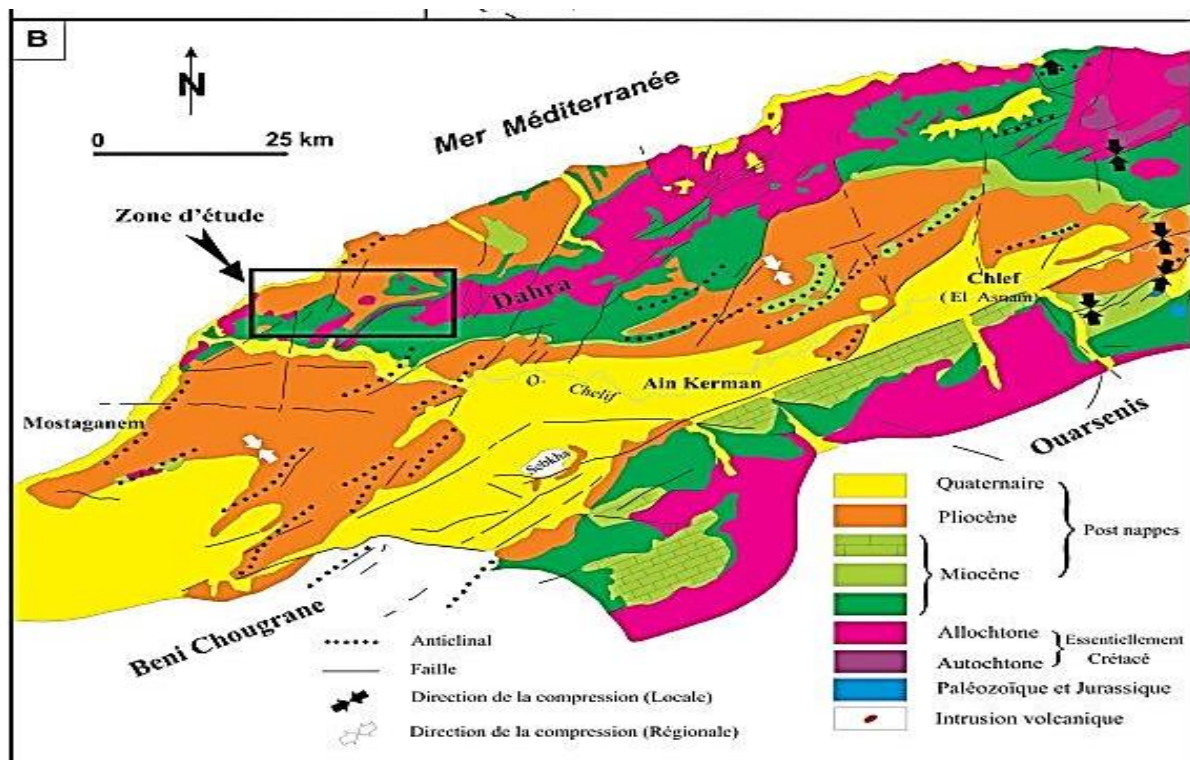 B
N
0 25 km
Mer Méditerranée
Zone d'étude
Dahra
Chlef
(El Asnam)
O. Chelif
Ain Kerman
Mostaganem
Ouarsenis
Sebkha
Beni Chougrane
Anticlinal
Faille
Direction de la compression (Locale)
Direction de la compression (Régionale)
Quaternaire
Pliocène
Miocène
Post nappes
Allochtone
Autochtone
Essentiellement
Crétacé
Paléozoïque et Jurassique
Intrusion volcanique